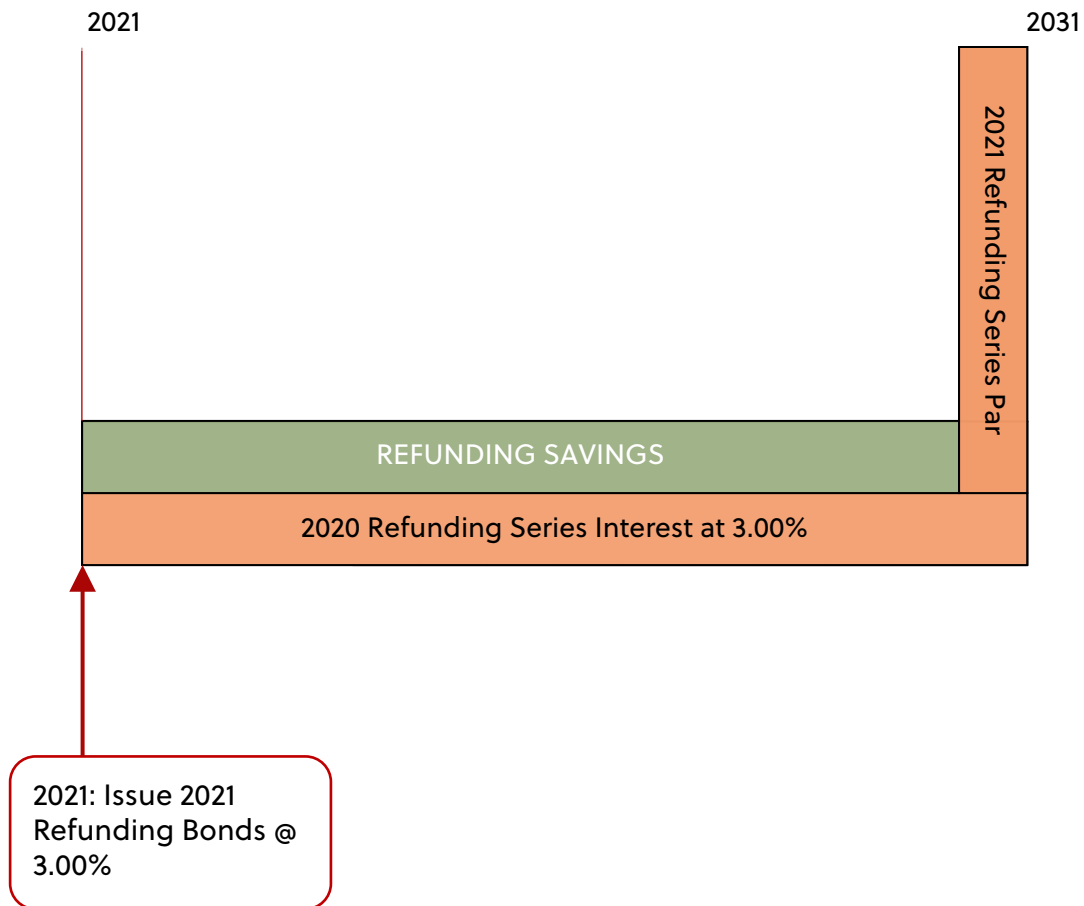 2021
2031
2021 Refunding Series Par
REFUNDING SAVINGS
2020 Refunding Series Interest at 3.00%
2021: Issue 2021
Refunding Bonds @
3.00%